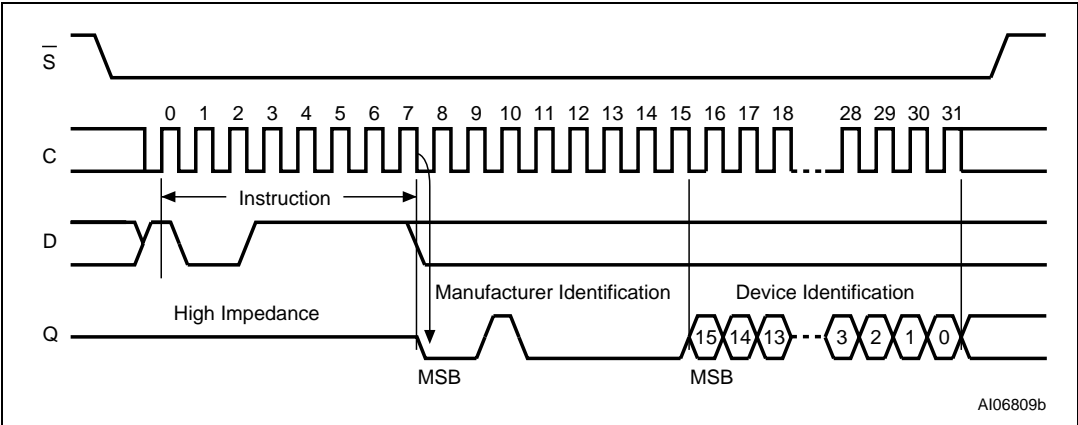 S
0 1 2 3 4 5 6 7 8 9 10 11 12 13 14 15 16 17 18 28 29 30 31
C
Instruction
D
Manufacturer Identification Device Identification
High Impedance
Q 15 14 13 3 2 1 0
MSB MSB
AI06809b